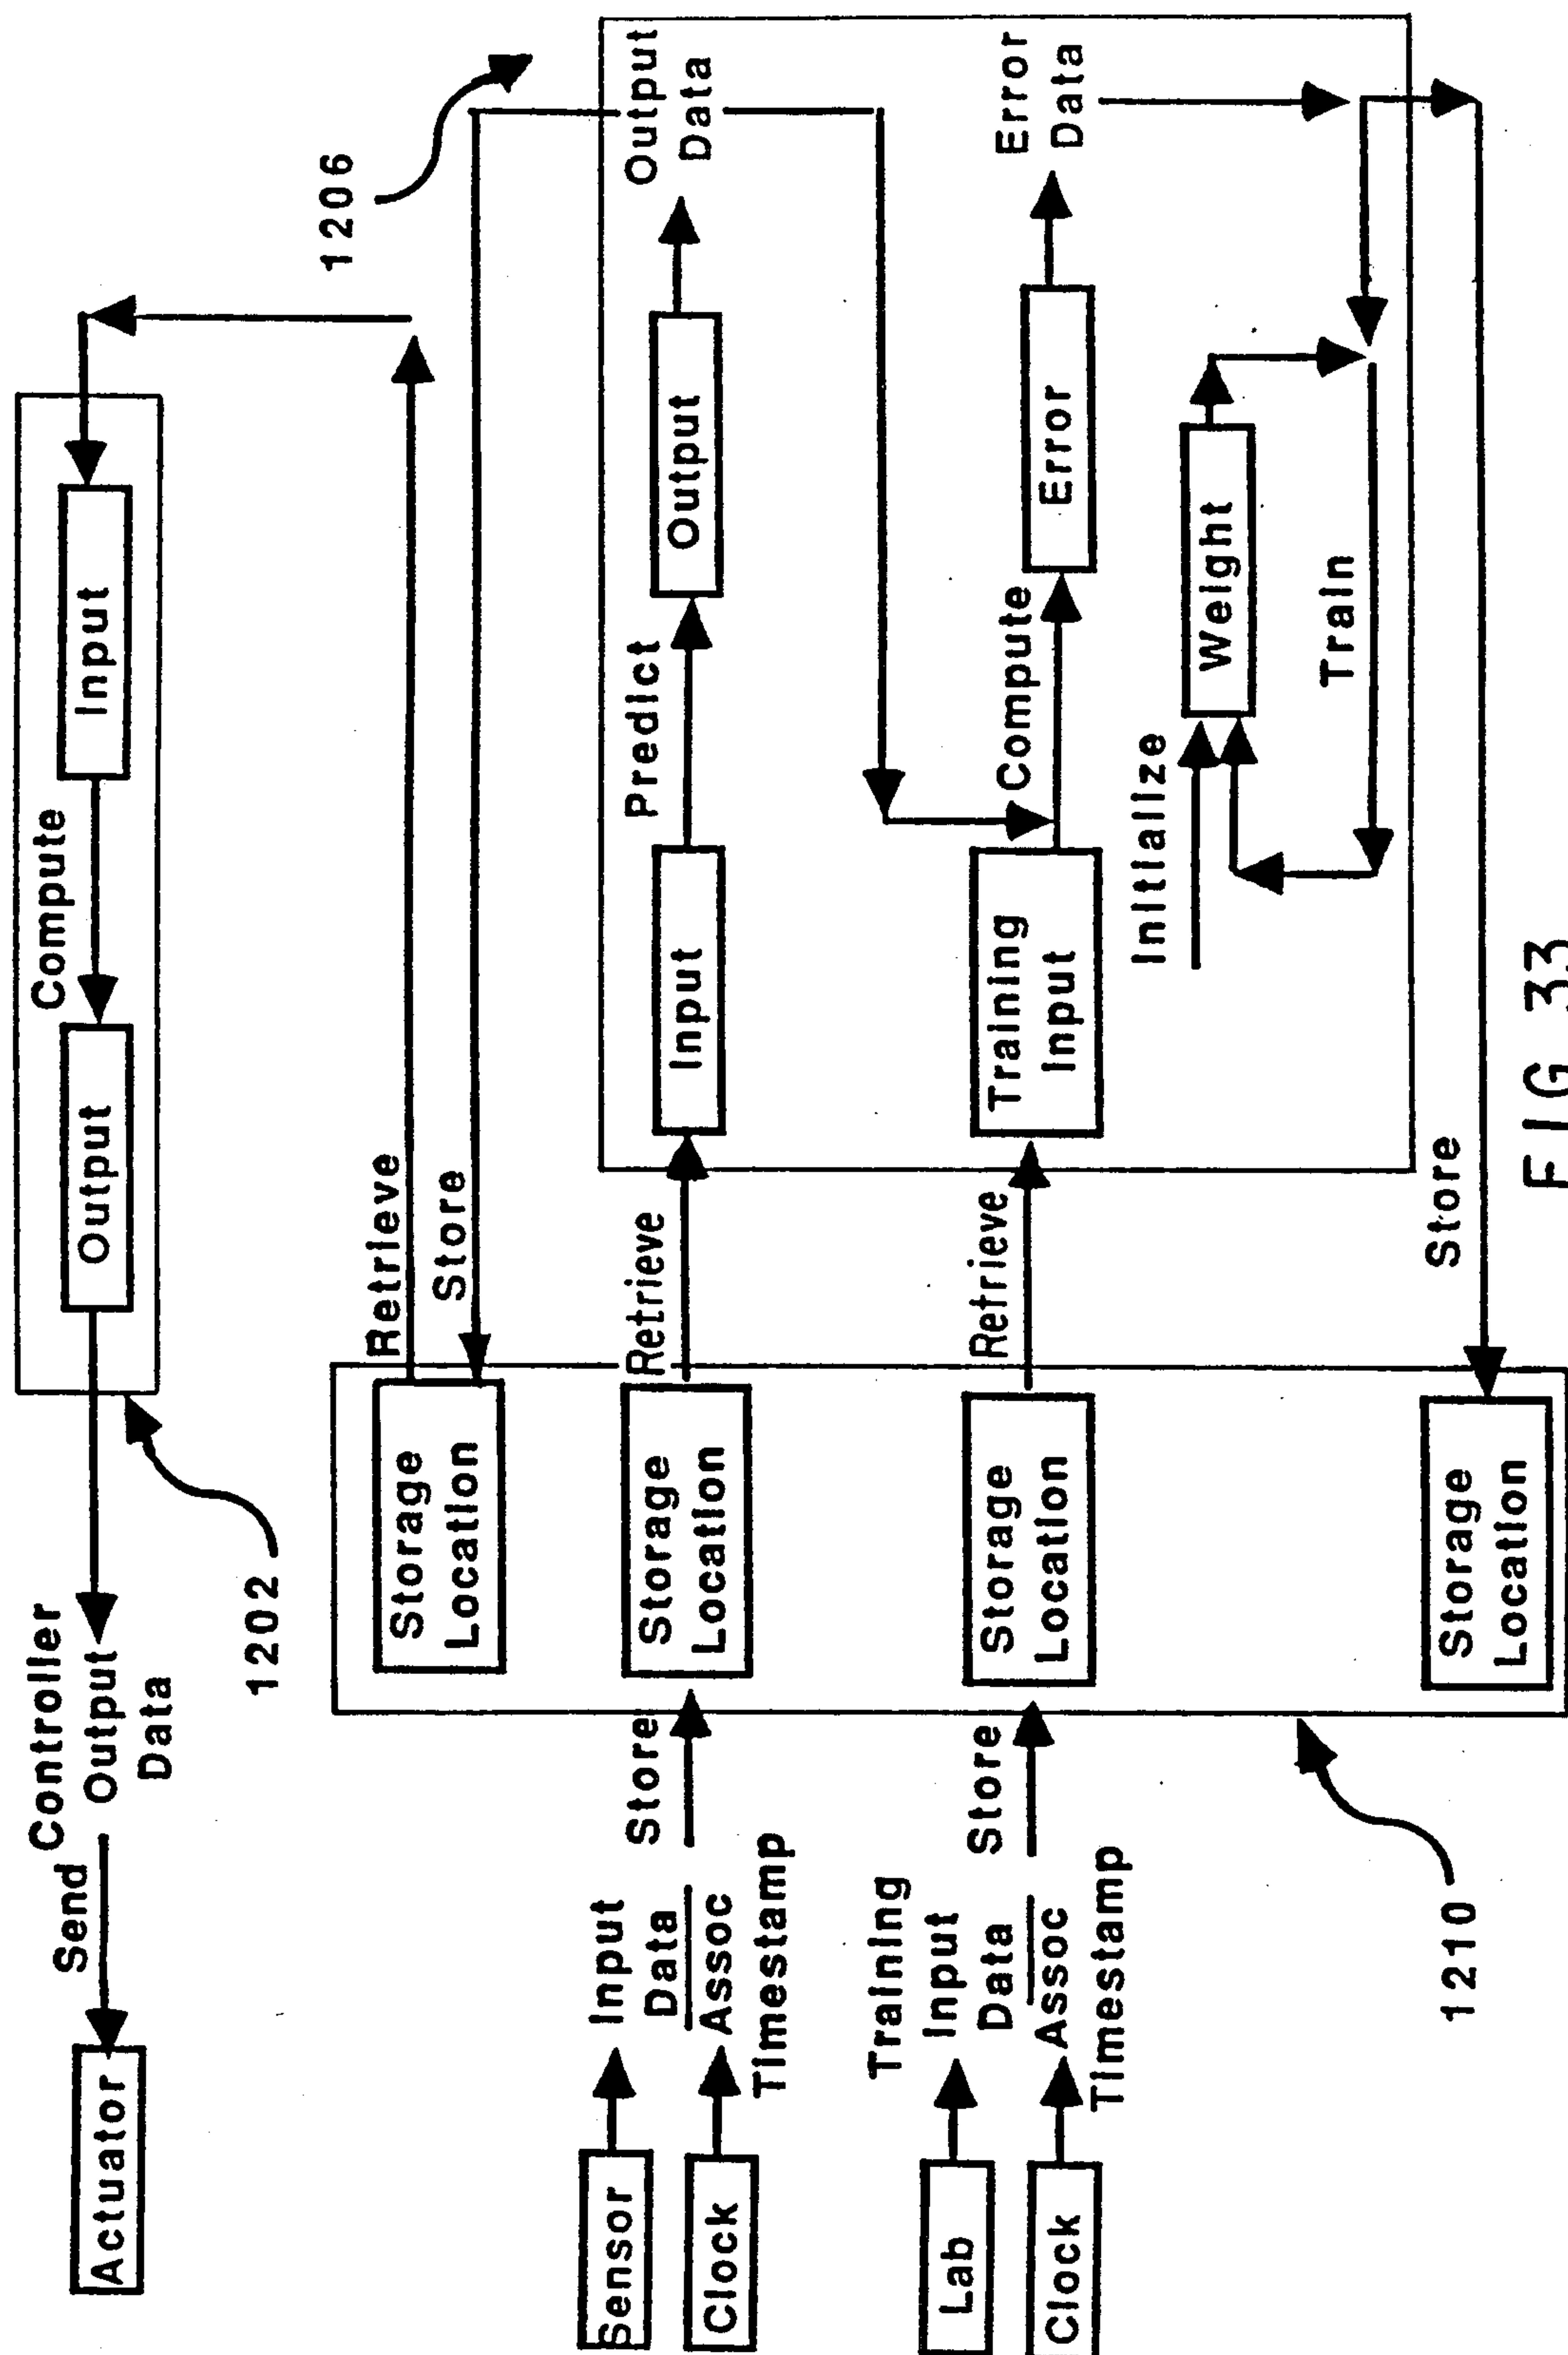 Actuator
Send
Controller
Output
Data
Output
Compute
Input
1202
1206
Storage
Location
Retrieve
Store
Sensor
Clock
Input
Data
Assoc
Timestamp
Store
Storage
Location
Retrieve
Input
Predict
Output
Output
Data
Lab
Clock
Training
Input
Data
Assoc
Timestamp
Store
Storage
Location
Retrieve
Training
Input
Compute
Error
Error
Data
Initialize
Weight
Train
1210
Storage
Location
Store
FIG 33